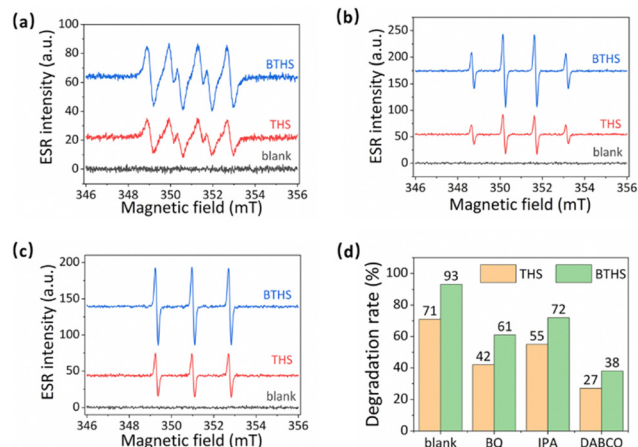 (a)
ESR intensity (a.u.)
80
60
40
20
0
BTHS
THS
blank
346 348 350 352 354 356
Magnetic field (mT)
(b)
ESR intensity (a.u.)
250
200
150
100
50
0
BTHS
THS
blank
346 348 350 352 354 356
Magnetic field (mT)
(c)
ESR intensity (a.u.)
200
150
100
50
0
BTHS
THS
blank
346 348 350 352 354 356
Magnetic field (mT)
(d)
Degradation rate (%)
100
80
60
40
20
0
THS BTHS
71 93
42 61
55 72
27 38
blank BQ IPA DABCO